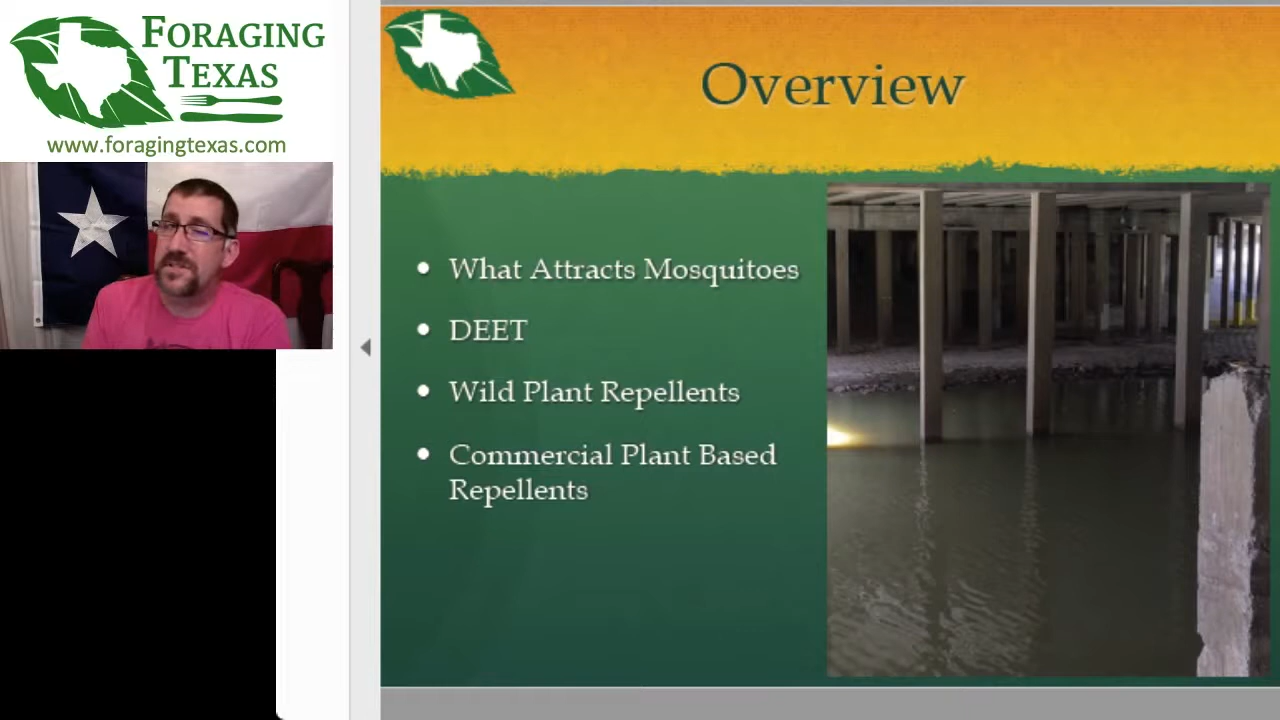 FORAGING
TEXAS
www.foragingtexas.com
Overview
• What Attracts Mosquitoes
• DEET
• Wild Plant Repellents
• Commercial Plant Based
Repellents